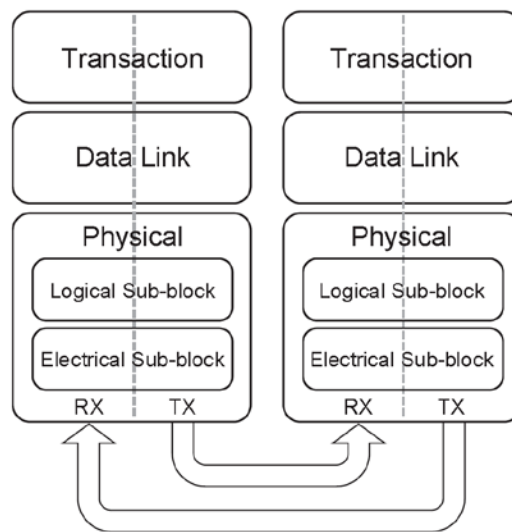 Transaction
Data Link
Physical
Logical Sub-block
Electrical Sub-block
RX TX
Transaction
Data Link
Physical
Logical Sub-block
Electrical Sub-block
RX TX